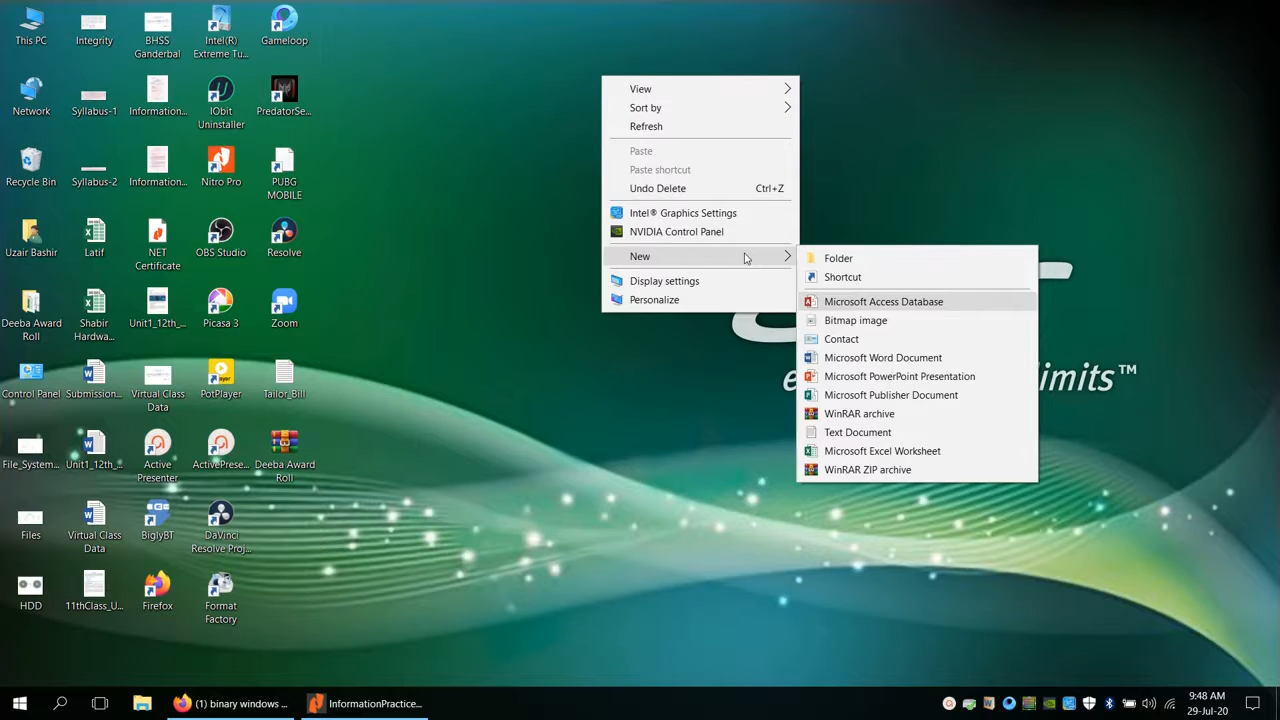 This PC
Integrity
BHSS
Ganderbal
Intel(R)
Extreme Tu...
Gameloop
Network
Syllabus-1
Information...
IObit
Uninstaller
PredatorSe...
Recycle Bin
Syllabus-2
Information...
Nitro Pro
PUBG
MOBILE
Uzair Bashir
Latif
NET
Certificate
OBS Studio
Resolve
Deeba Award
Roll
Shabir
Hardwa...
Unit1_12th_...
Picasa 3
Zoom
Control Panel
Submission...
Virtual Class
Data
PotPlayer
Tailor_Bill
File_System...
Unit1_12th_...
Active
Presenter
ActivePrese...
Deeba Award
Roll
Files
Virtual Class
Data
BiglyBT
DaVinci
Resolve Proj...
HDD
11thClass_U...
Firefox
Format
Factory
View
Sort by
Refresh
Paste
Paste shortcut
Undo Delete Ctrl+Z
Intel® Graphics Settings
NVIDIA Control Panel
New
Display settings
Personalize
Folder
Shortcut
Microsoft Access Database
Bitmap image
Contact
Microsoft Word Document
Microsoft PowerPoint Presentation
Microsoft Publisher Document
WinRAR archive
Text Document
Microsoft Excel Worksheet
WinRAR ZIP archive
limits™
(1) binary windows ...
InformationPractice...
9:48 AM
29-Jul-20